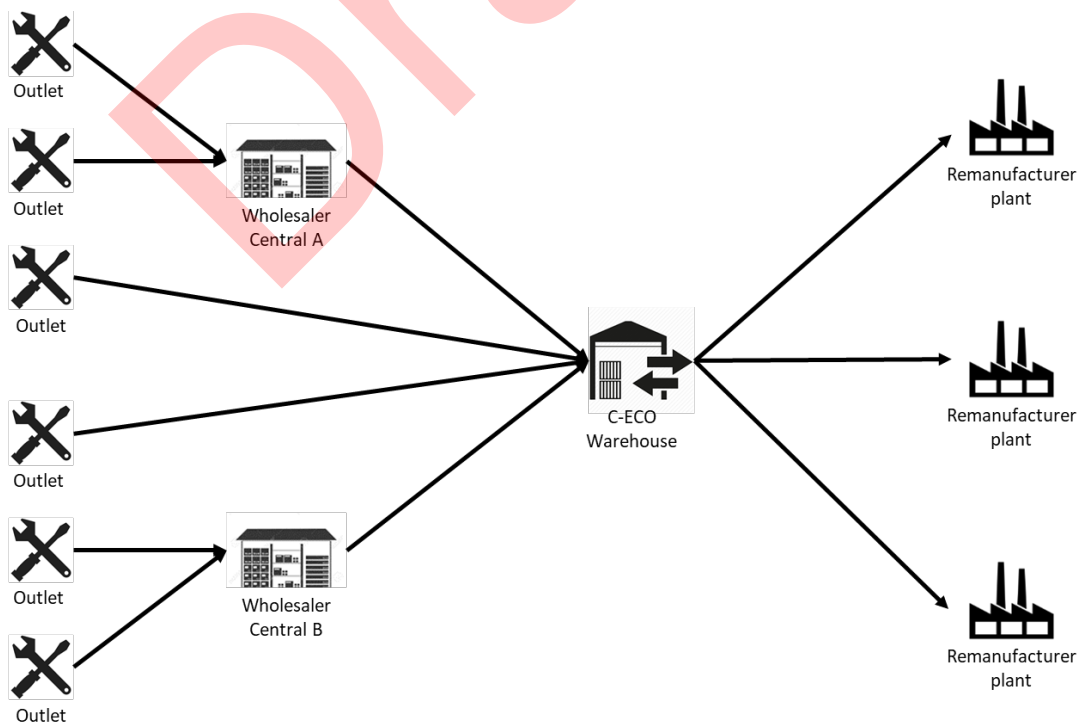 Outlet
Outlet
Wholesaler
Central A
Outlet
Outlet
Outlet
Wholesaler
Central B
Outlet
C-ECO
Warehouse
Remanufacturer
plant
Remanufacturer
plant
Remanufacturer
plant